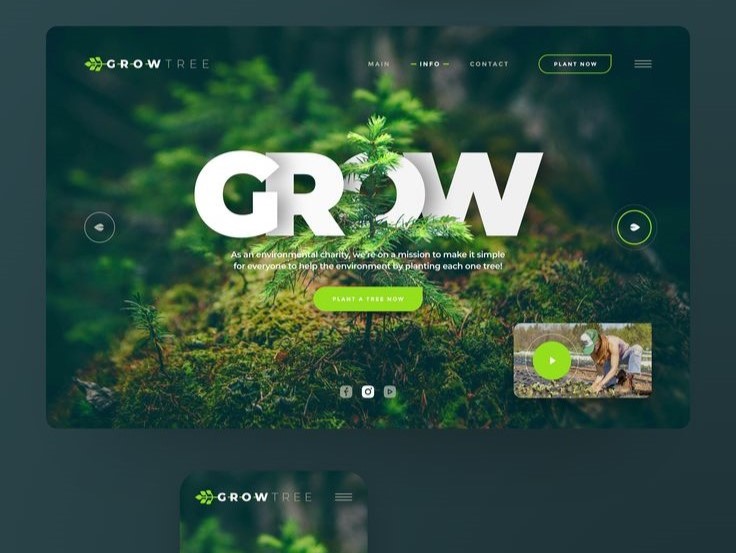 GROWTREE
MAIN
INFO
CONTACT
PLANT NOW
GROW
As an environmental charity, we're on a mission to make it simple
for everyone to help the environment by planting each one tree!
PLANT A TREE NOW
GROWTREE